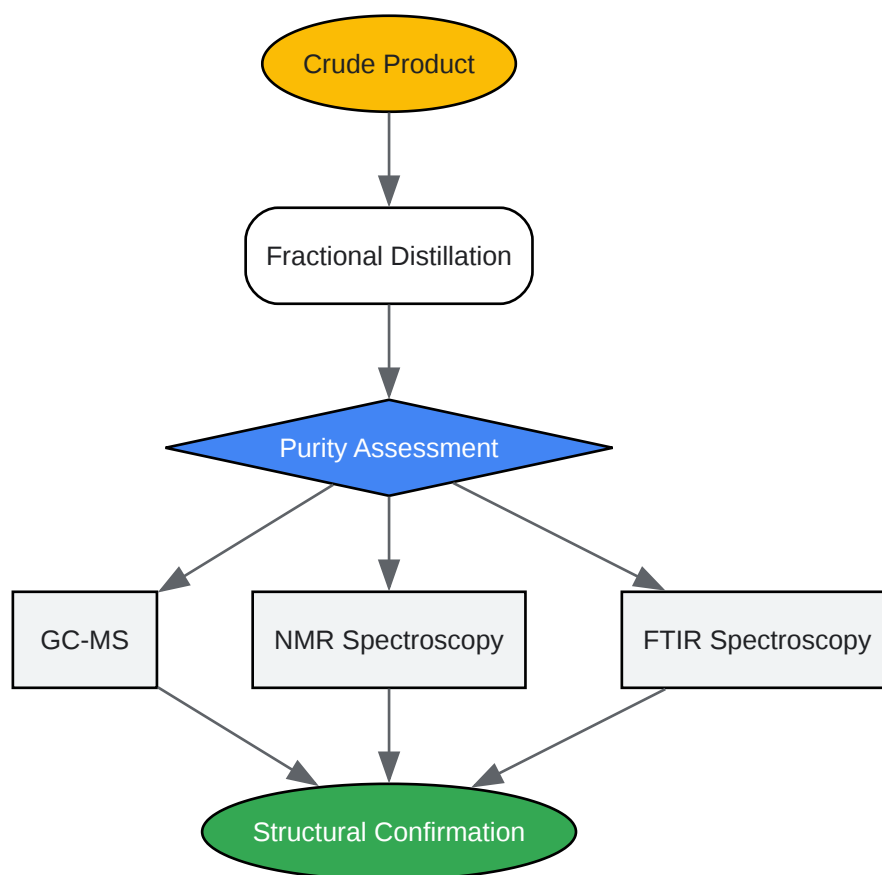 Crude Product
Fractional Distillation
Purity Assessment
GC-MS
NMR Spectroscopy
FTIR Spectroscopy
Structural Confirmation